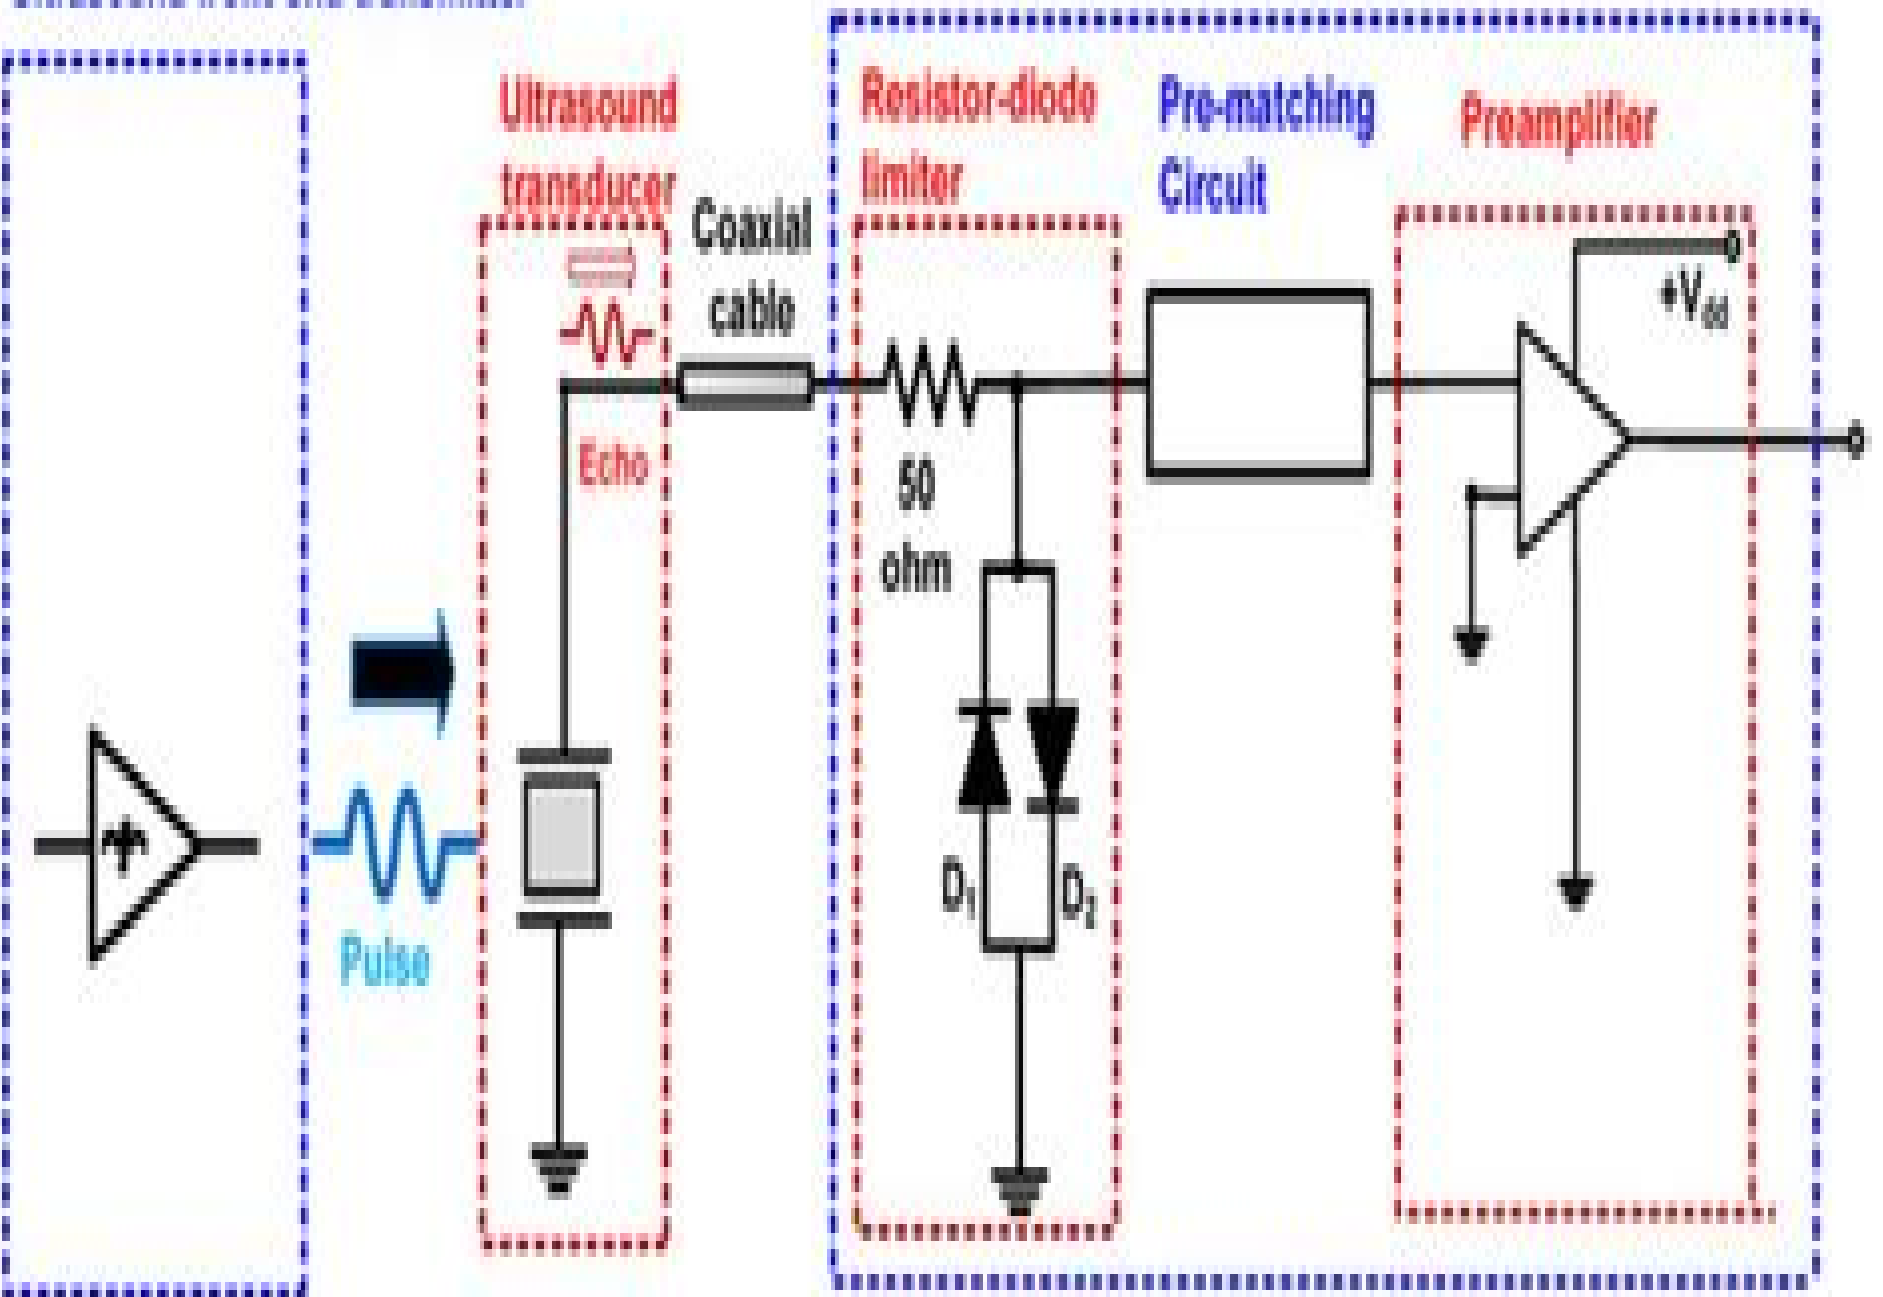 Ultrasound
transducer
Resistor-diode
limiter
Pre-matching
Circuit
Preamplifier
Coaxial
cable
+Vdd
Echo
50
ohm
D1
D2
Pulse